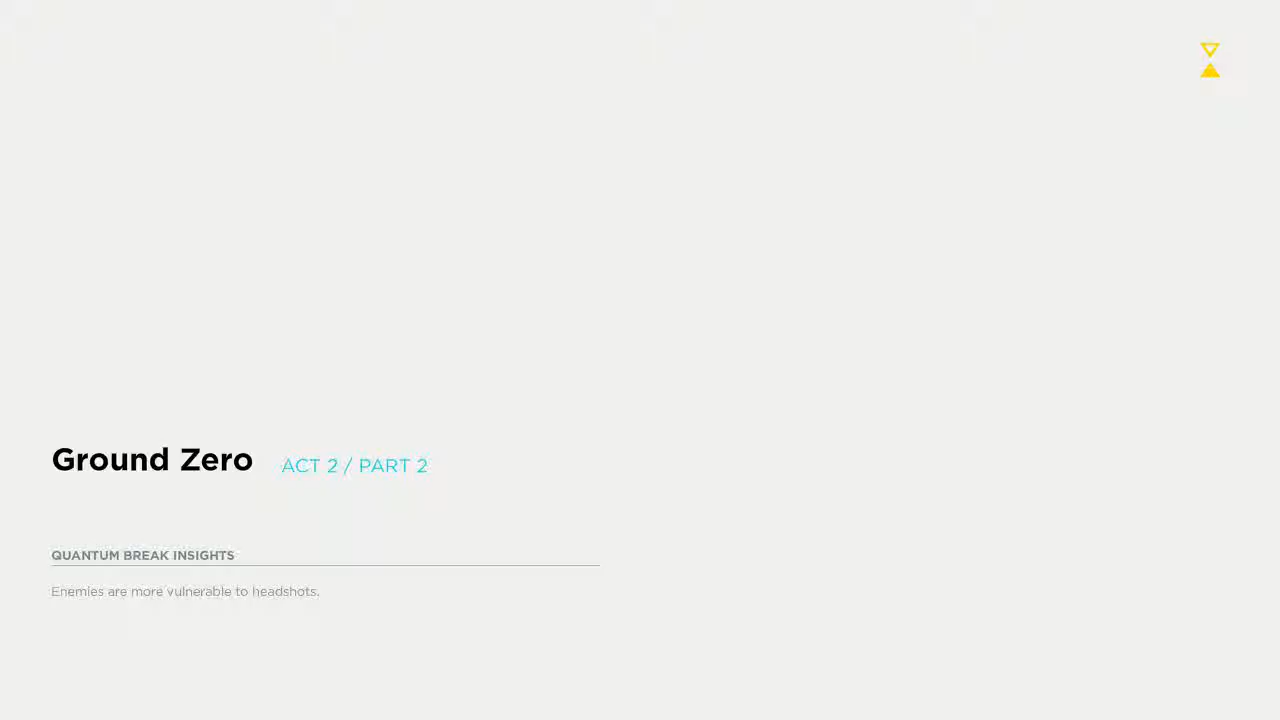 Ground Zero ACT 2 / PART 2
QUANTUM BREAK INSIGHTS
Enemies are more vulnerable to headshots.